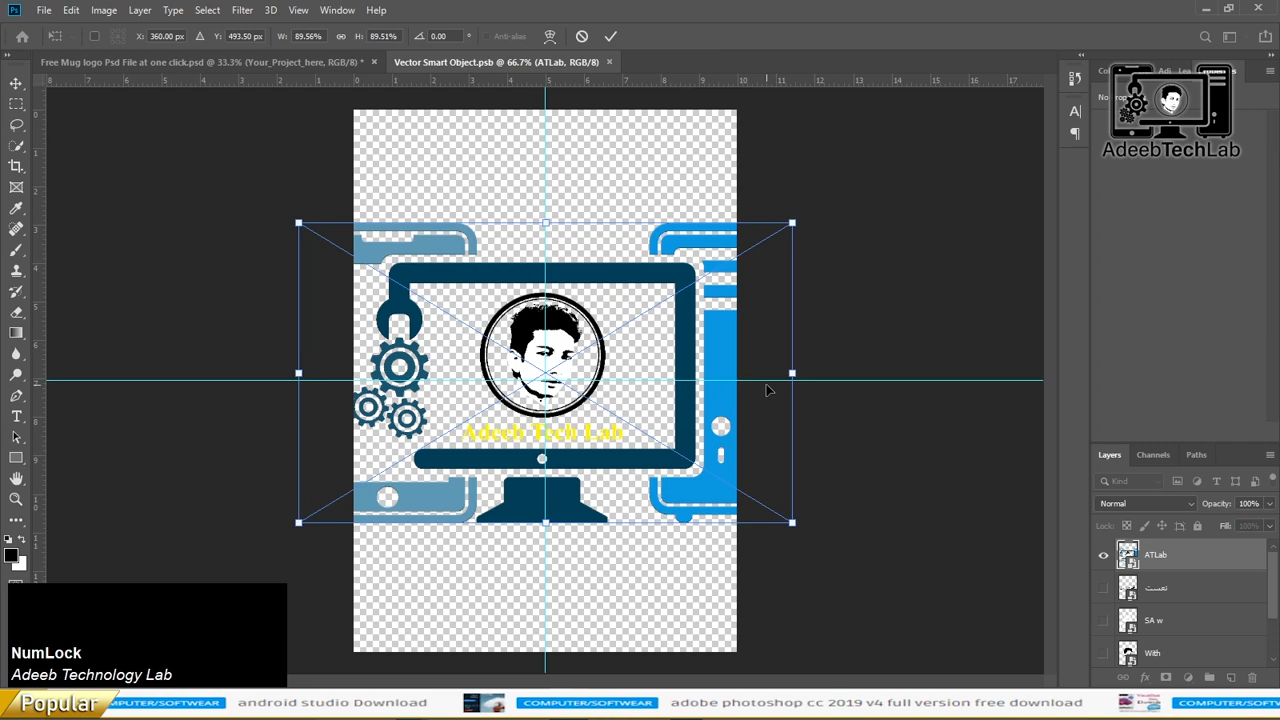 Ps File Edit Image Layer Type Select Filter 3D View Window Help
X: 360.00 px Y: 493.50 px W: 89.56% H: 89.51% 0.00 ° Anti-alias
Free Mug logo Psd File at one click.psd @ 33.3% (Your_Project_here, RGB/8) * ×
Vector Smart Object.psb @ 66.7% (ATLab, RGB/8) ×
AdeebTechLab
Adeeb Tech Lab
Layers Channels Paths
Kind
Normal Opacity: 100%
Lock: Fill: 100%
ATLab
تعست
SA w
With
NumLock
Adeeb Technology Lab
Popular
COMPUTER/SOFTWEAR android studio Download
COMPUTER/SOFTWEAR adobe photoshop cc 2019 v4 full version free download
COMPUTER/SOFTW